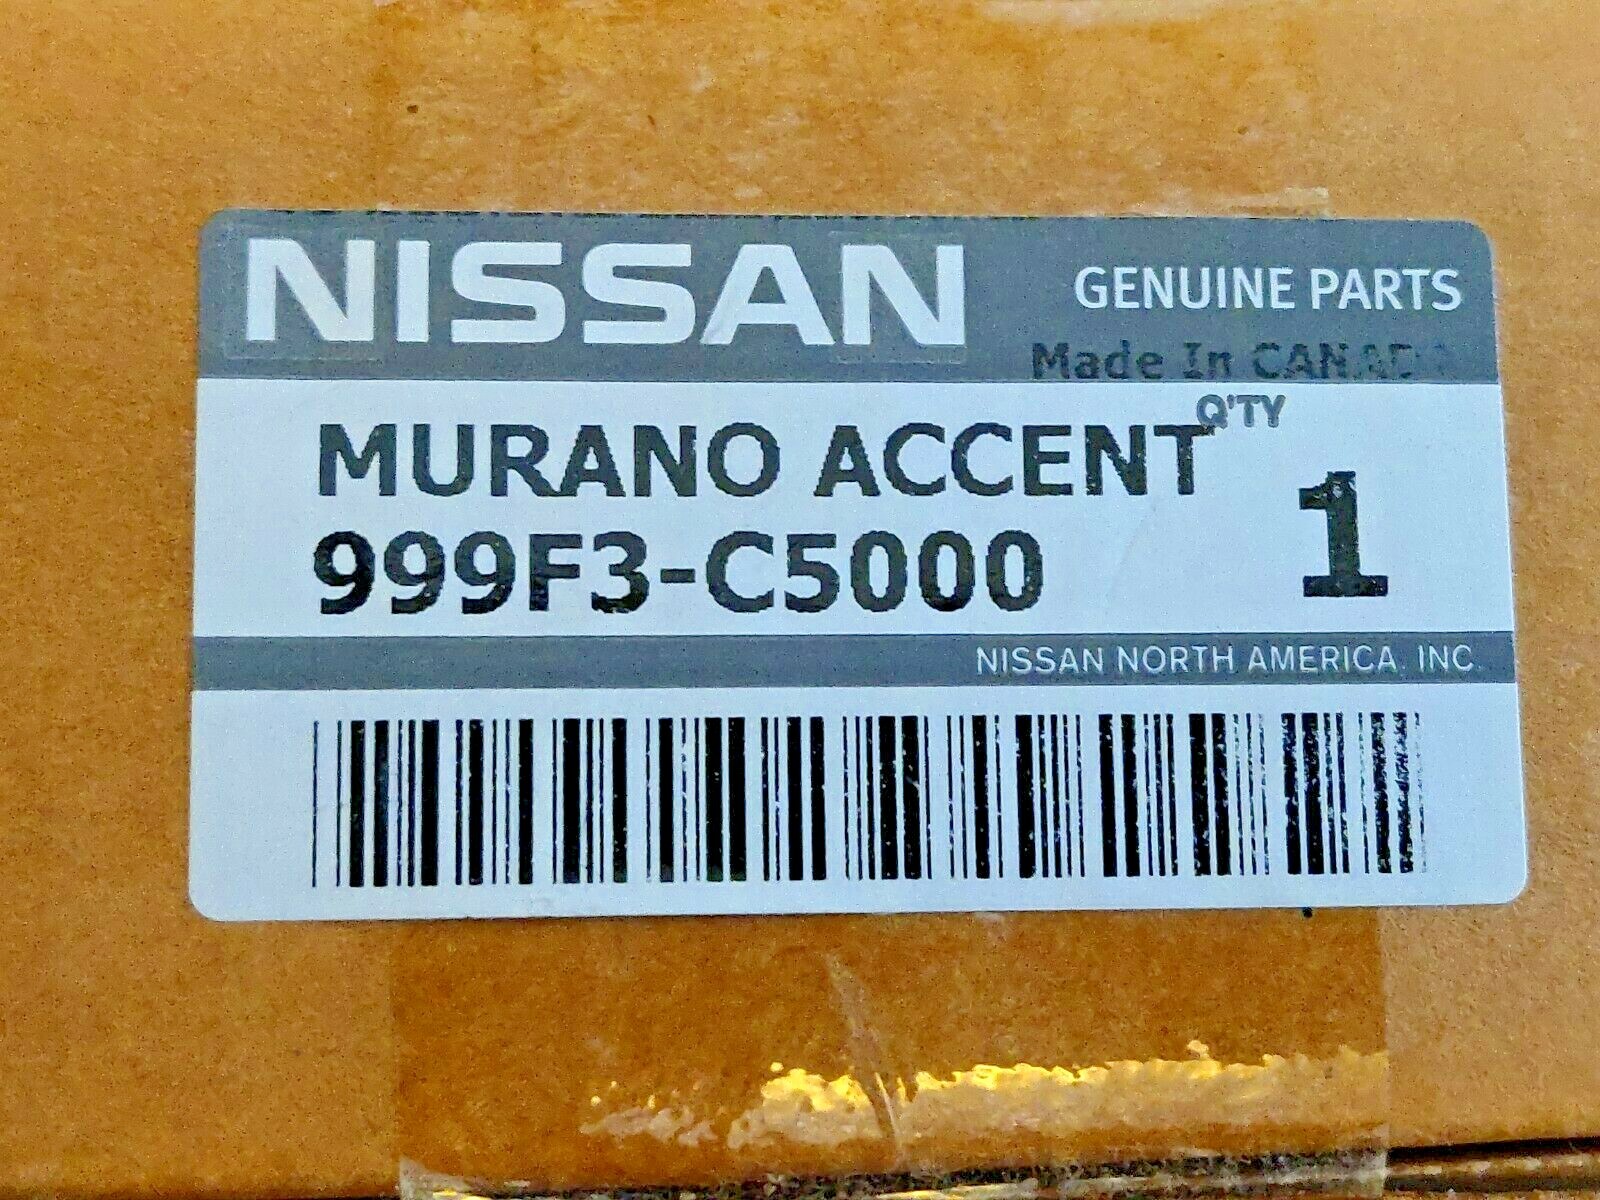 NISSAN
GENUINE PARTS
Made In CANADA
Q'TY
MURANO ACCENT
999F3-C5000
1
NISSAN NORTH AMERICA. INC.